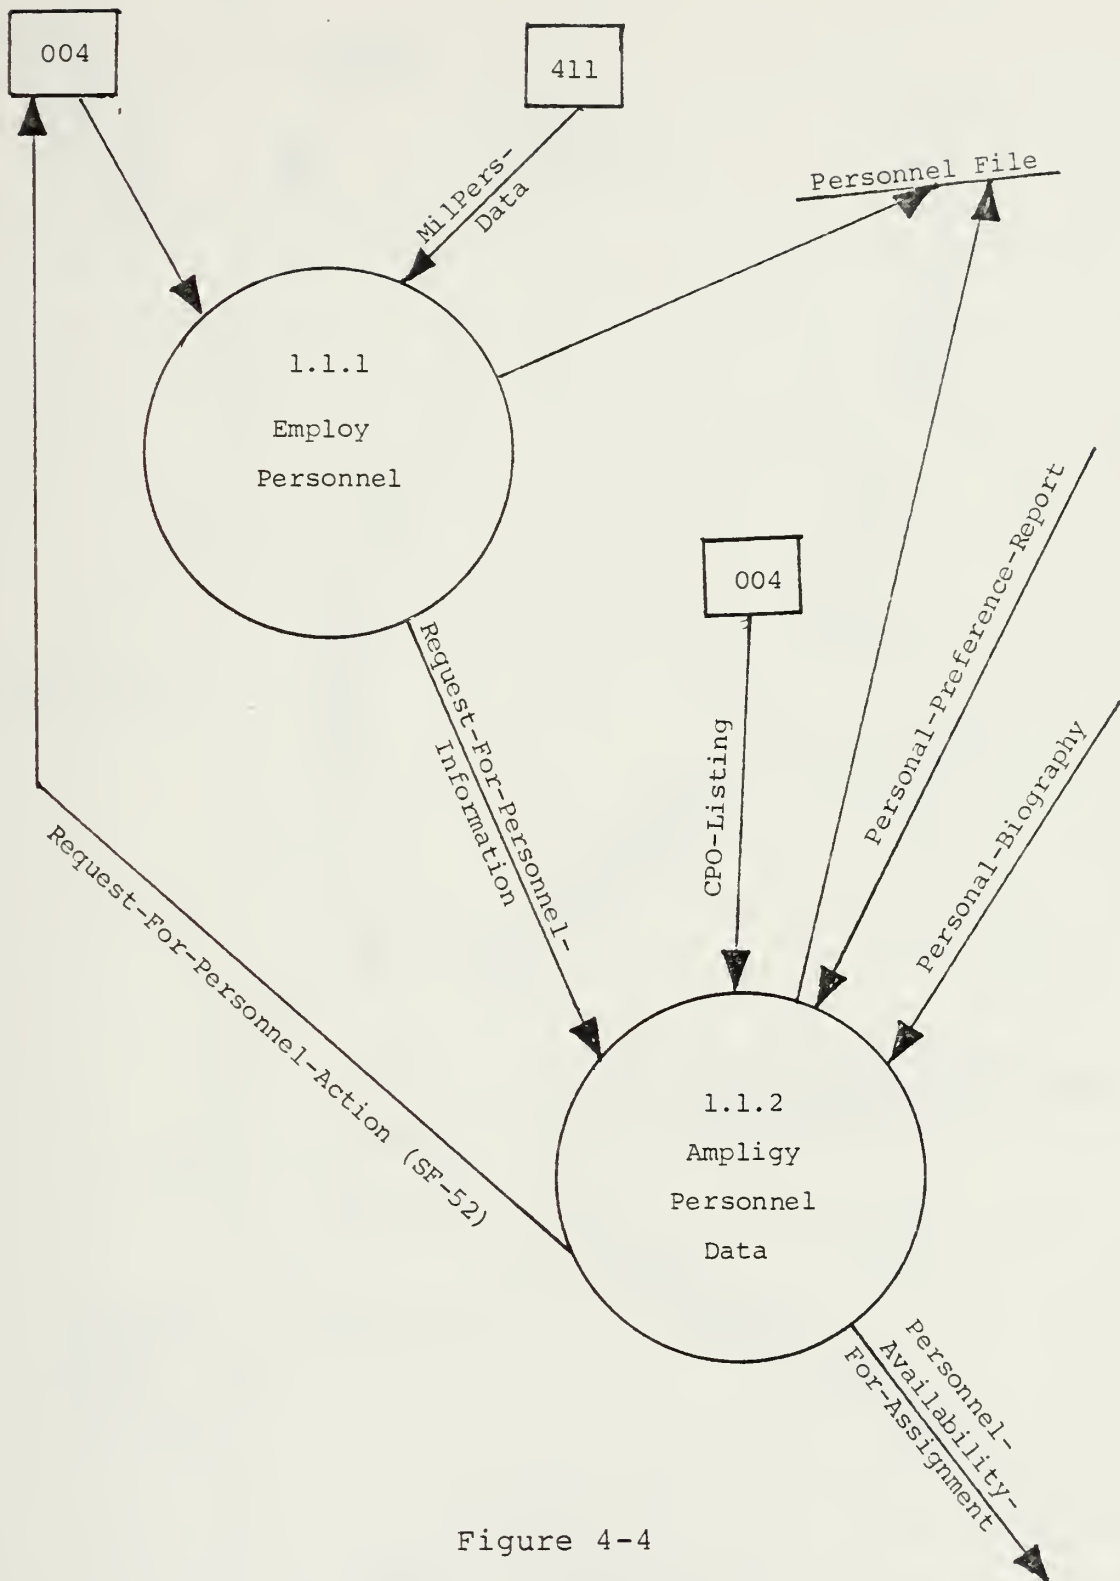 004
411
MilPers-
Data
Personnel File
1.1.1
Employ
Personnel
004
Request-For-Personnel-
Information
CPO-Listing
Personal-Preference-Report
Personal-Biography
Request-For-Personnel-Action (SF-52)
1.1.2
Ampligy
Personnel
Data
Personnel-
Availability-
For-Assignment
Figure 4-4